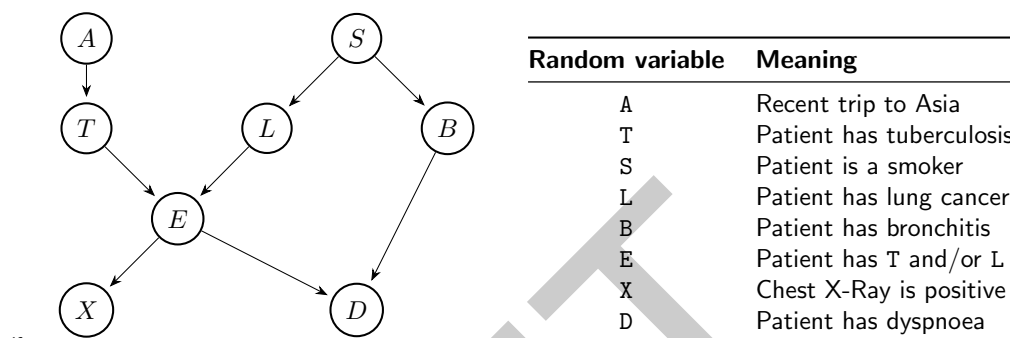 A
S
T
L
B
E
X
D
Random variable Meaning
A Recent trip to Asia
T Patient has tuberculosis
S Patient is a smoker
L Patient has lung cancer
B Patient has bronchitis
E Patient has T and/or L
X Chest X-Ray is positive
D Patient has dyspnoea